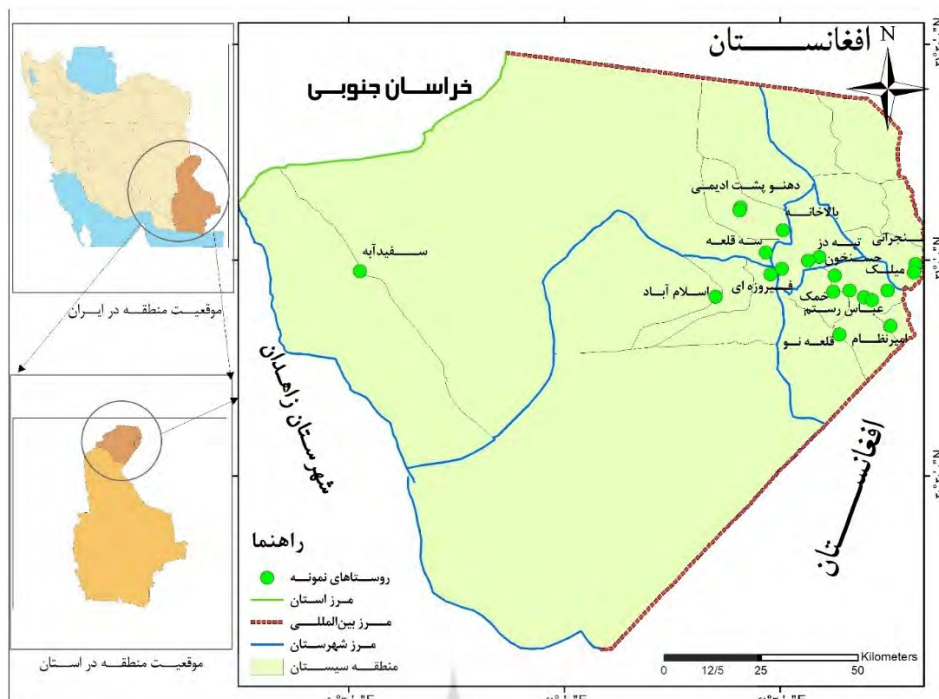 موقعیت منطقه در ایران
موقعیت منطقه در استان
افغانستان
N
خراسان جنوبی
دهنو پشت ادیمی
بالاخانه
سه قلعه
تپه دز
سنجرانی
حسنخون
میلک
سفیدآبه
فیروزه ای
اسلام آباد
خمک
عباس رستم
قلعه نو
امیرنظام
شهرستان زاهدان
افغانستان
راهنما
روستاهای نمونه
مرز استان
مرز بین‌المللی
مرز شهرستان
منطقه سیستان
Kilometers
0 12/5 25 50